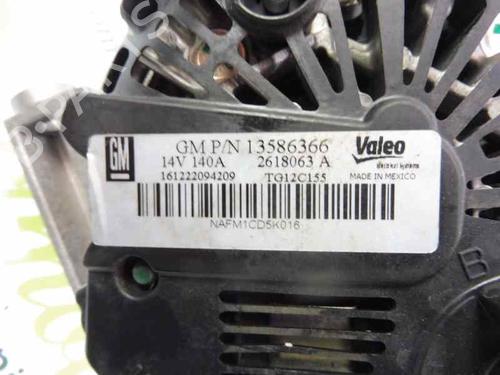 GM
GM P/N 13586366
Valeo
14V 140A
2618063 A
161222094209
TG12C155
MADE IN MEXICO
NAFM1CD5K016
B